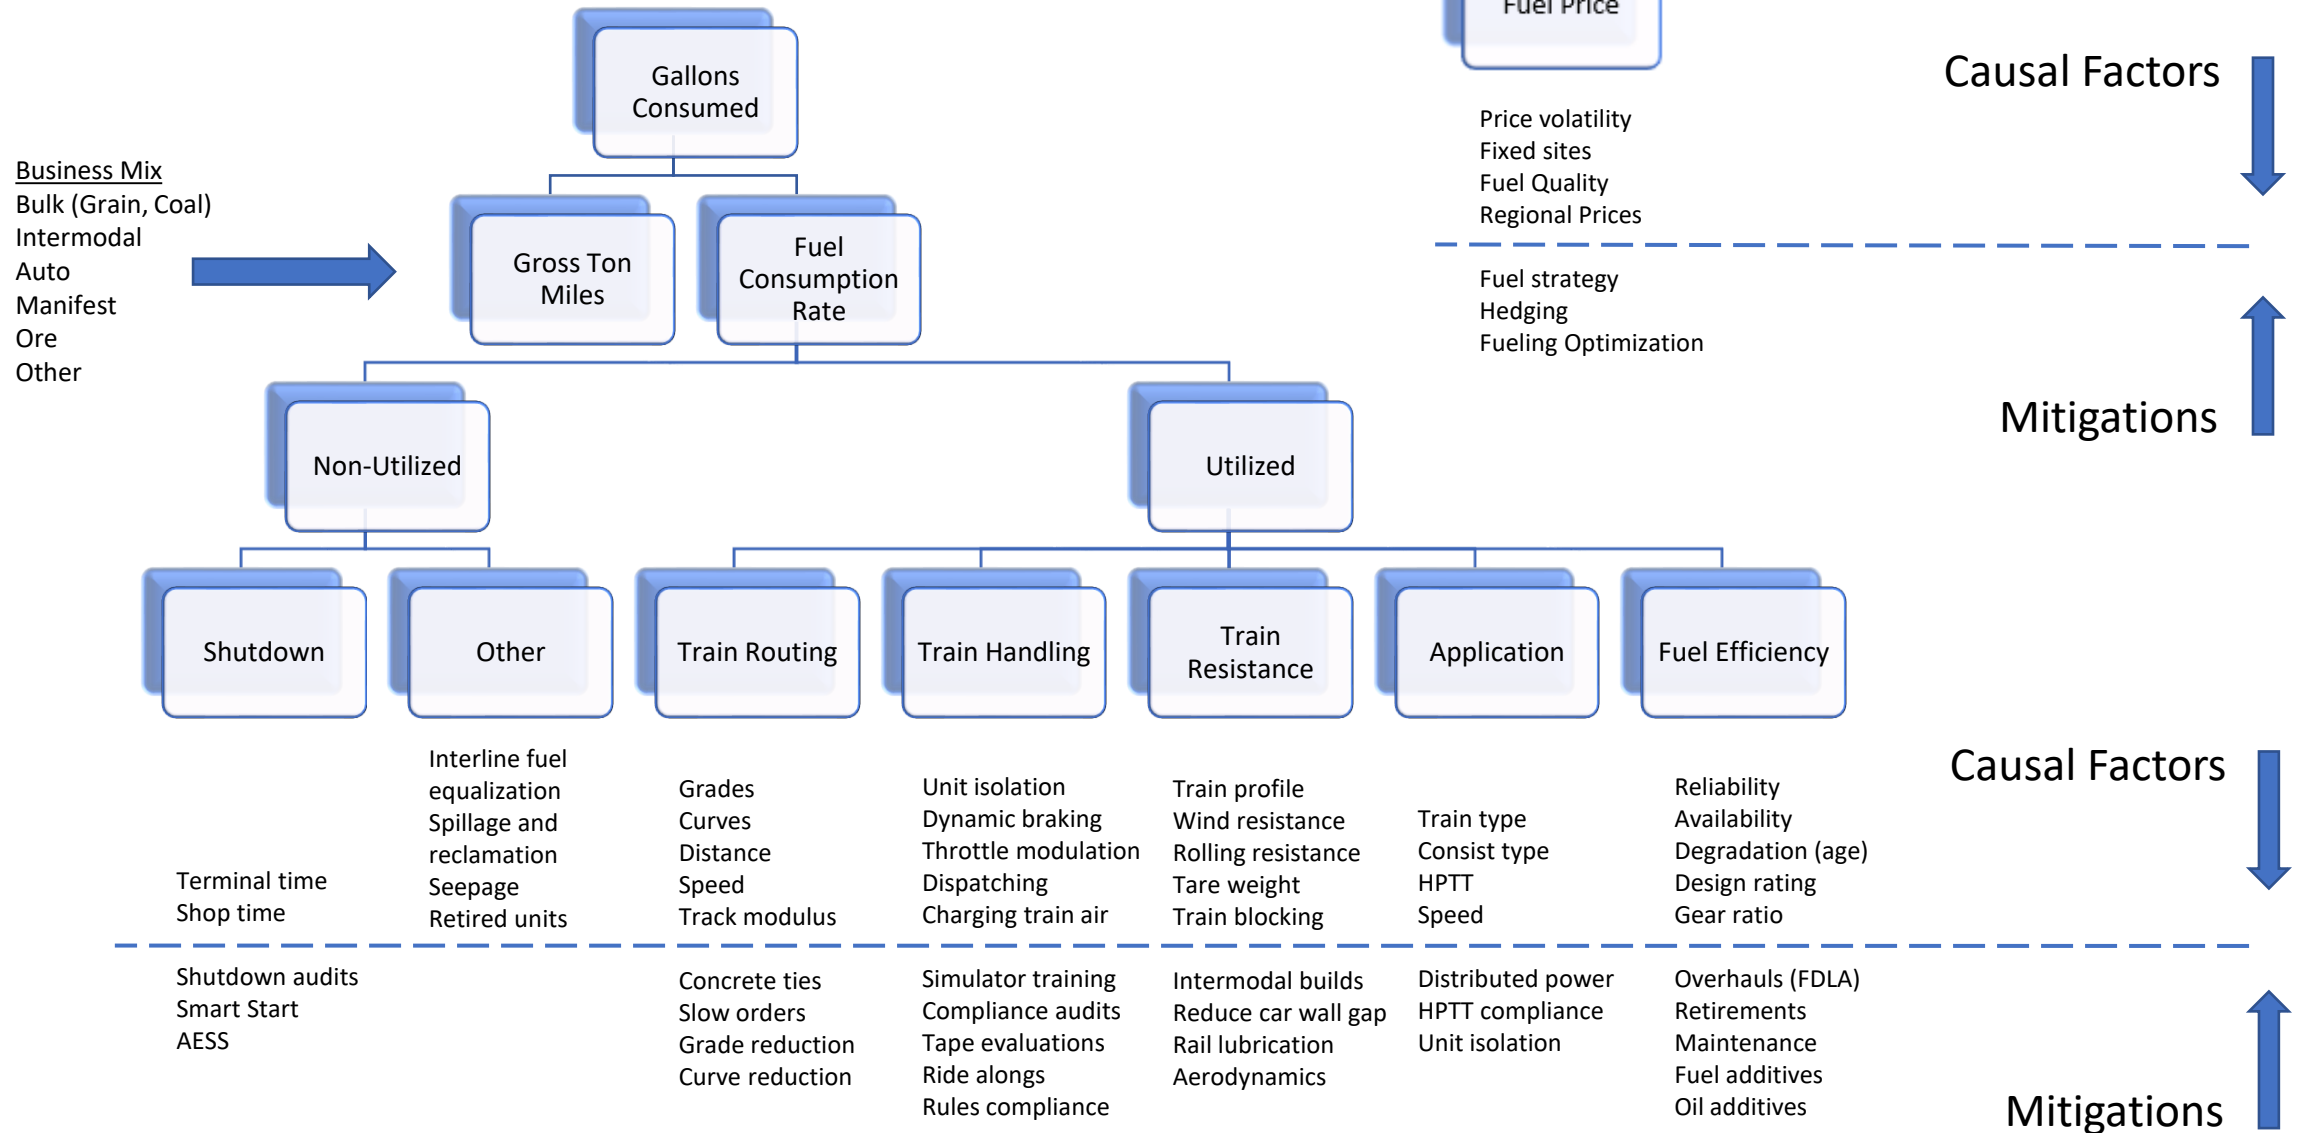 Fuel Price
Gallons
Consumed
Causal Factors
Price volatility
Fixed sites
Fuel Quality
Regional Prices
Business Mix
Bulk (Grain, Coal)
Intermodal
Auto
Manifest
Ore
Other
Gross Ton
Miles
Fuel
Consumption
Rate
Fuel strategy
Hedging
Fueling Optimization
Mitigations
Non-Utilized
Utilized
Shutdown
Other
Train Routing
Train Handling
Train
Resistance
Application
Fuel Efficiency
Causal Factors
Terminal time
Shop time
Interline fuel
equalization
Spillage and
reclamation
Seepage
Retired units
Grades
Curves
Distance
Speed
Track modulus
Unit isolation
Dynamic braking
Throttle modulation
Dispatching
Charging train air
Train profile
Wind resistance
Rolling resistance
Tare weight
Train blocking
Train type
Consist type
HPTT
Speed
Reliability
Availability
Degradation (age)
Design rating
Gear ratio
Shutdown audits
Smart Start
AESS
Concrete ties
Slow orders
Grade reduction
Curve reduction
Simulator training
Compliance audits
Tape evaluations
Ride alongs
Rules compliance
Intermodal builds
Reduce car wall gap
Rail lubrication
Aerodynamics
Distributed power
HPTT compliance
Unit isolation
Overhauls (FDLA)
Retirements
Maintenance
Fuel additives
Oil additives
Mitigations